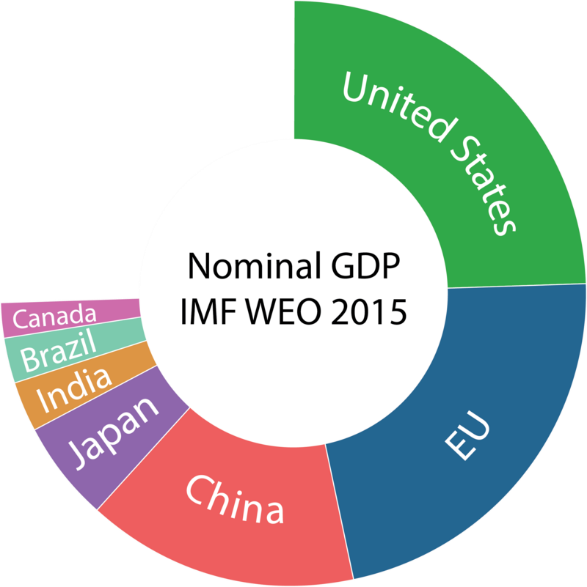 United States
Nominal GDP
IMF WEO 2015
Canada
Brazil
India
Japan
EU
China